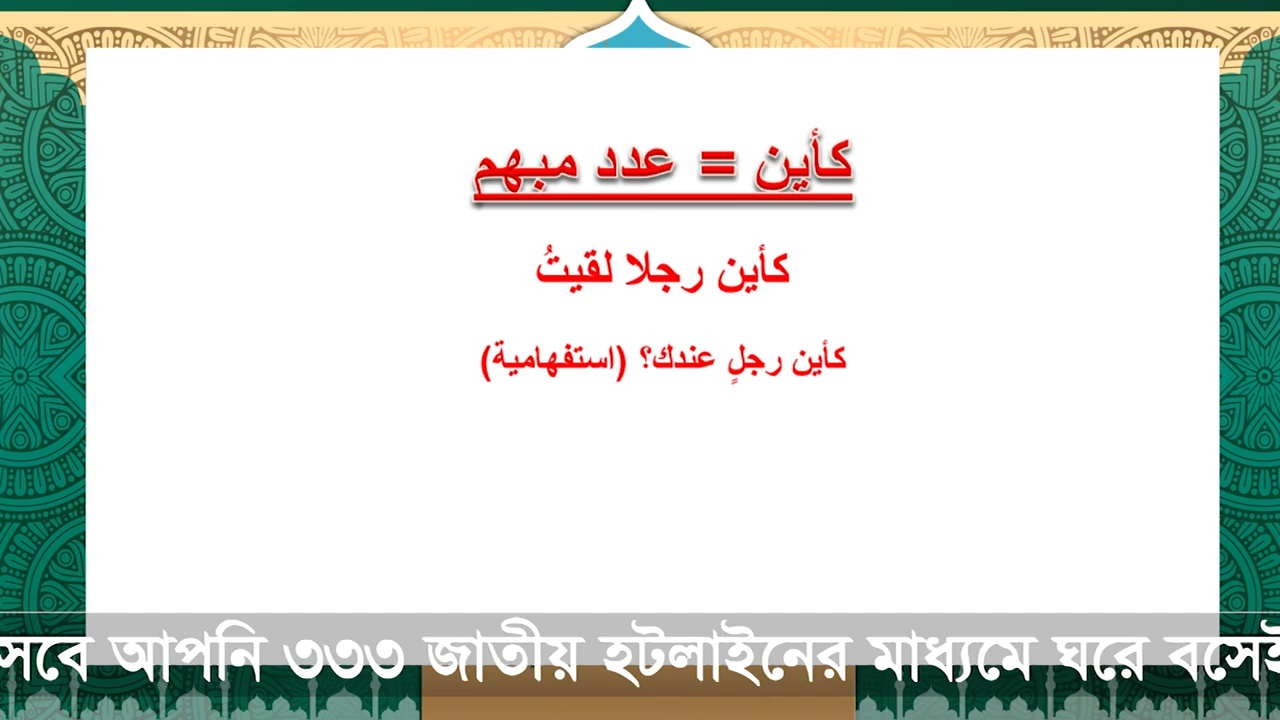 كأين = عدد مبهم
كأين رجلا لقيتُ
كأين رجلٍ عندك؟ (استفهامية)
সবে আপনি ৩৩৩ জাতীয় হটলাইনের মাধ্যমে ঘরে বসেই